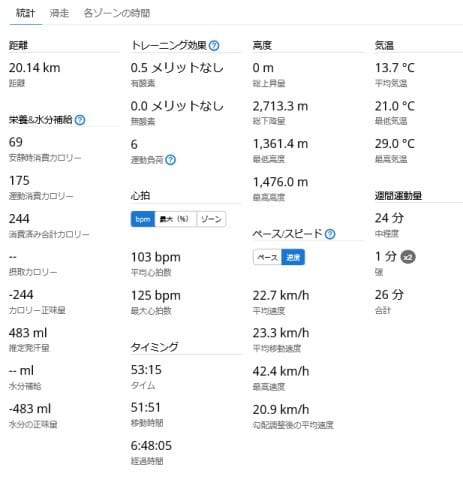 統計 滑走 各ゾーンの時間
距離
20.14 km
距離
栄養&水分補給
69
安静時消費カロリー
175
運動消費カロリー
244
消費済み合計カロリー
--
摂取カロリー
-244
カロリー正味量
483 ml
推定発汗量
-- ml
水分補給
-483 ml
水分の正味量
トレーニング効果
0.5 メリットなし
有酸素
0.0 メリットなし
無酸素
6
運動負荷
心拍
bpm 最大（%） ゾーン
103 bpm
平均心拍数
125 bpm
最大心拍数
タイミング
53:15
タイム
51:51
移動時間
6:48:05
経過時間
高度
0 m
総上昇量
2,713.3 m
総下降量
1,361.4 m
最低高度
1,476.0 m
最高高度
ペース/スピード
ペース 速度
22.7 km/h
平均速度
23.3 km/h
平均移動速度
42.4 km/h
最高速度
20.9 km/h
勾配調整後の平均速度
気温
13.7 °C
平均気温
21.0 °C
最低気温
29.0 °C
最高気温
週間運動量
24 分
中程度
1 分 x2
強
26 分
合計